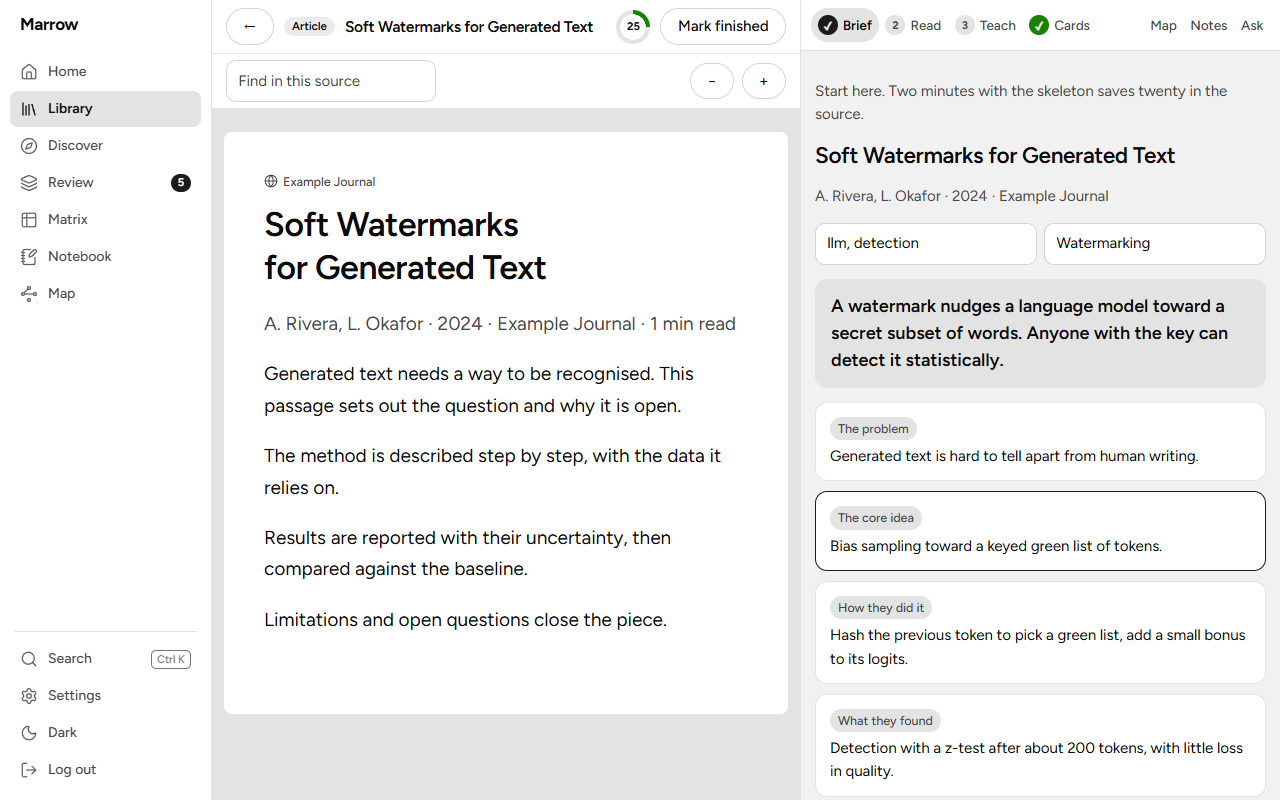 Marrow
Home
Library
Discover
Review 5
Matrix
Notebook
Map
Search Ctrl K
Settings
Dark
Log out
← Article Soft Watermarks for Generated Text 25 Mark finished
Find in this source - +
Example Journal
Soft Watermarks
for Generated Text
A. Rivera, L. Okafor · 2024 · Example Journal · 1 min read
Generated text needs a way to be recognised. This
passage sets out the question and why it is open.
The method is described step by step, with the data it
relies on.
Results are reported with their uncertainty, then
compared against the baseline.
Limitations and open questions close the piece.
✓ Brief 2 Read 3 Teach ✓ Cards Map Notes Ask
Start here. Two minutes with the skeleton saves twenty in the
source.
Soft Watermarks for Generated Text
A. Rivera, L. Okafor · 2024 · Example Journal
llm, detection
Watermarking
A watermark nudges a language model toward a
secret subset of words. Anyone with the key can
detect it statistically.
The problem
Generated text is hard to tell apart from human writing.
The core idea
Bias sampling toward a keyed green list of tokens.
How they did it
Hash the previous token to pick a green list, add a small bonus
to its logits.
What they found
Detection with a z-test after about 200 tokens, with little loss
in quality.